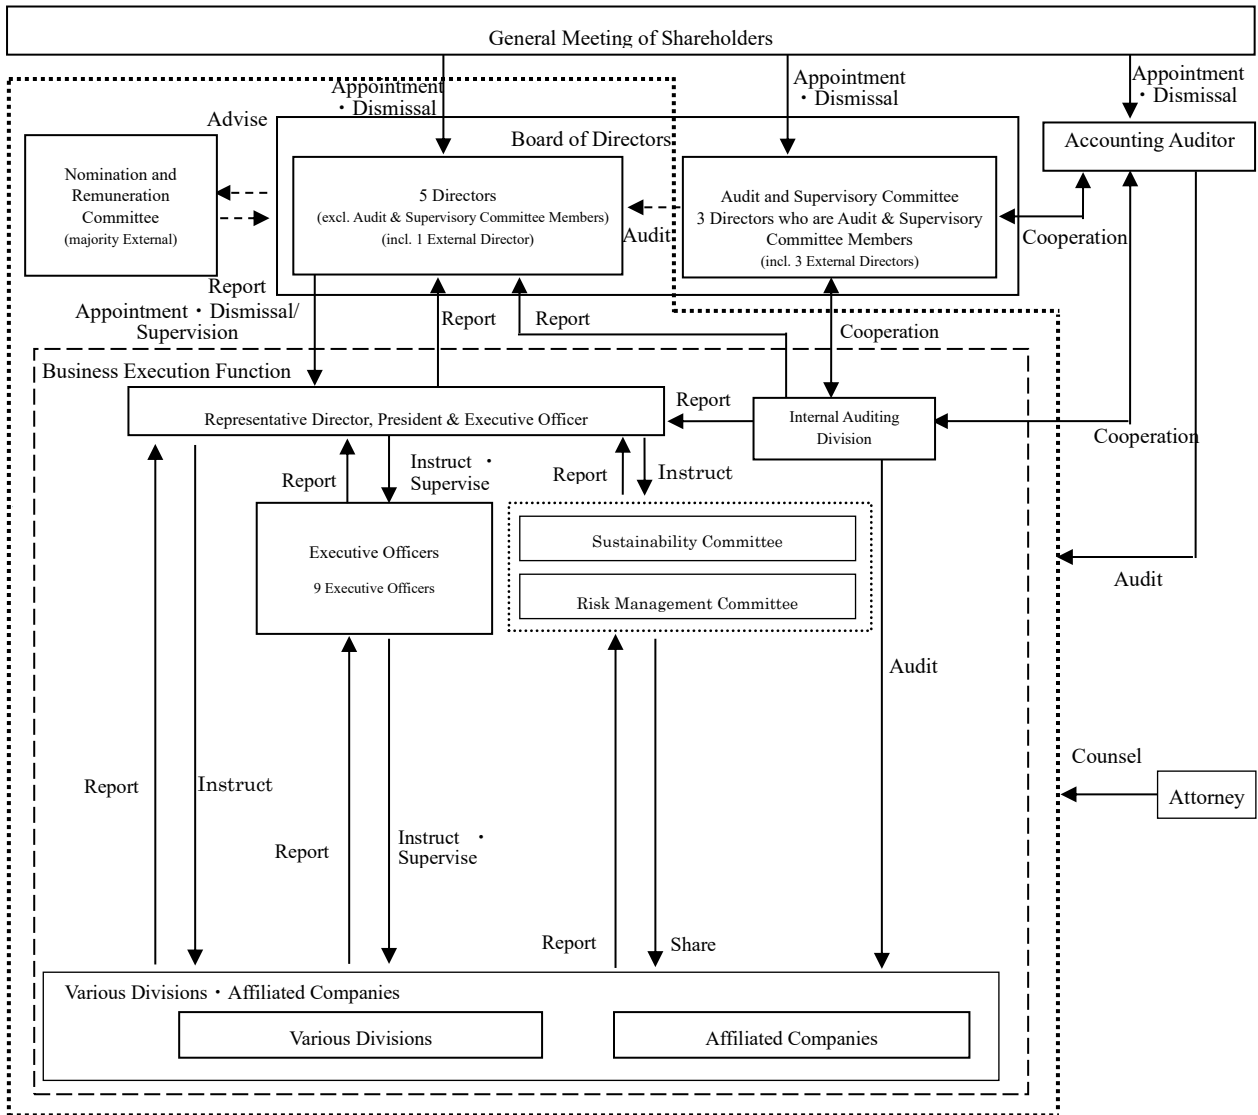 General Meeting of Shareholders
Appointment
・Dismissal
Appointment
・Dismissal
Appointment
・Dismissal
Advise
Board of Directors
Accounting Auditor
Nomination and
Remuneration
Committee
(majority External)
5 Directors
(excl. Audit & Supervisory Committee Members)
(incl. 1 External Director)
Audit
Audit and Supervisory Committee
3 Directors who are Audit & Supervisory
Committee Members
(incl. 3 External Directors)
Cooperation
Report
Appointment・Dismissal/
Supervision
Report
Report
Cooperation
Business Execution Function
Representative Director, President & Executive Officer
Report
Internal Auditing
Division
Cooperation
Report
Instruct ・
Supervise
Report
Instruct
Executive Officers
9 Executive Officers
Sustainability Committee
Risk Management Committee
Audit
Audit
Counsel
Attorney
Report
Instruct
Report
Instruct ・
Supervise
Report
Share
Various Divisions・Affiliated Companies
Various Divisions
Affiliated Companies